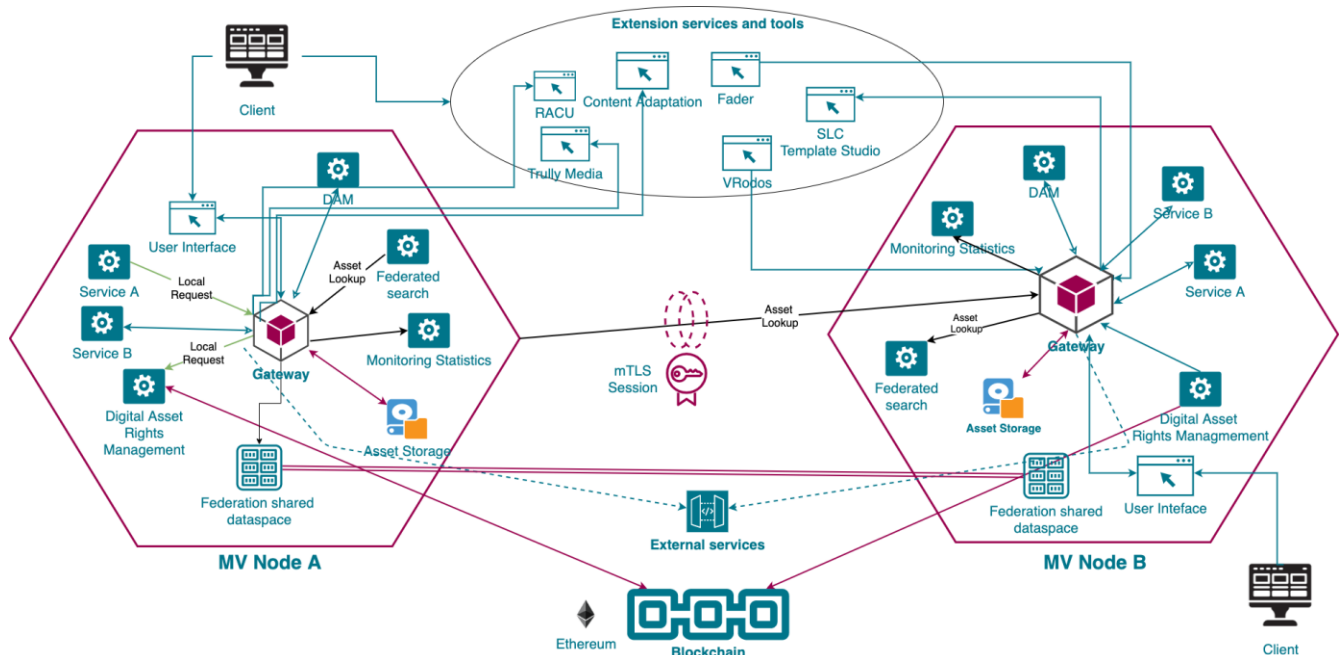 Extension services and tools
Client
RACU
Content Adaptation
Fader
SLC
Template Studio
Trully Media
VRodos
DAM
User Interface
Service A
Local
Request
Asset
Lookup
Federated
search
Service B
Local
Request
Gateway
Monitoring Statistics
Digital Asset
Rights
Management
Asset Storage
Federation shared
dataspace
MV Node A
Asset
Lookup
mTLS
Session
External services
DAM
Service B
Monitoring Statistics
Service A
Asset
Lookup
Gateway
Federated
search
Asset Storage
Digital Asset
Rights Managmement
Federation shared
dataspace
User Inteface
MV Node B
Ethereum
Blockchain
Client